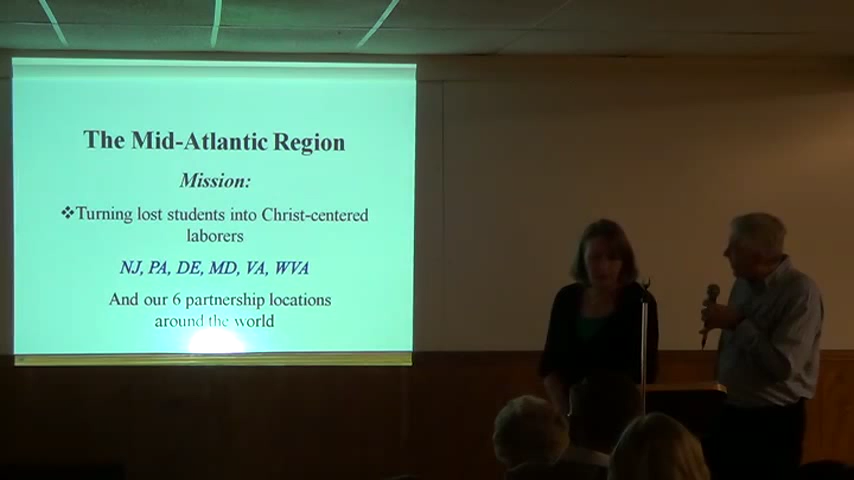 The Mid-Atlantic Region
Mission:
❖Turning lost students into Christ-centered
laborers
NJ, PA, DE, MD, VA, WVA
And our 6 partnership locations
around the world